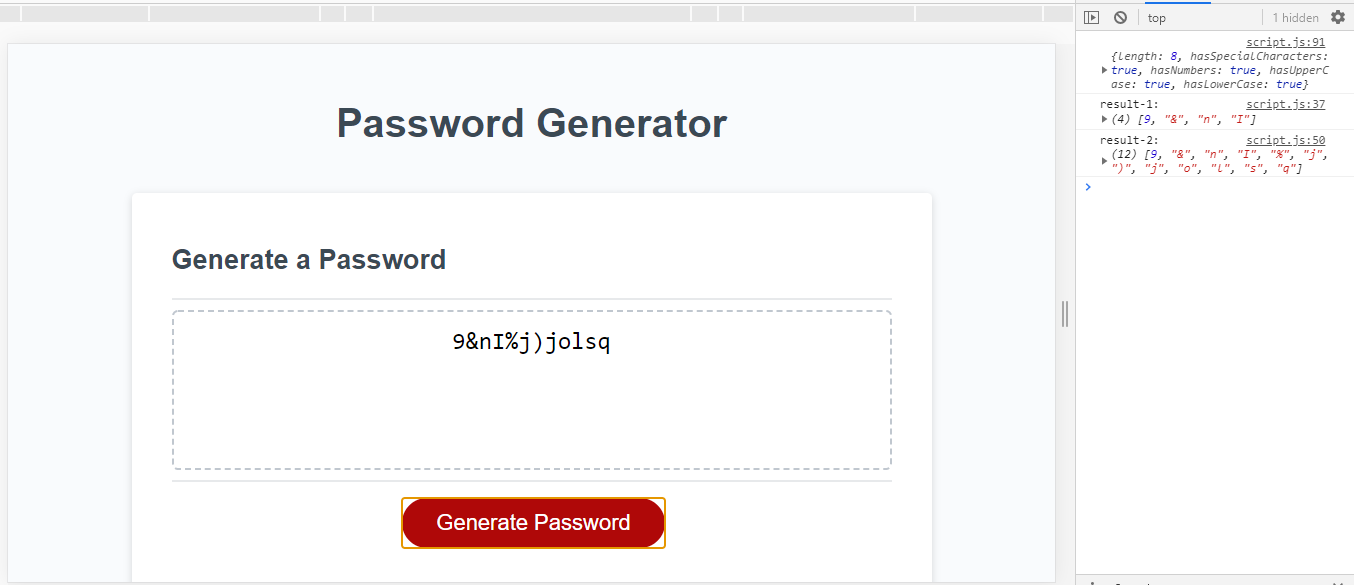 Password Generator
Generate a Password
9&nI%j)jolsq
Generate Password
top
1 hidden
script.js:91
{length: 8, hasSpecialCharacters:
true, hasNumbers: true, hasUpperC
ase: true, hasLowerCase: true}
result-1: script.js:37
(4) [9, "&", "n", "I"]
result-2: script.js:50
(12) [9, "&", "n", "I", "%", "j",
")", "j", "o", "l", "s", "q"]